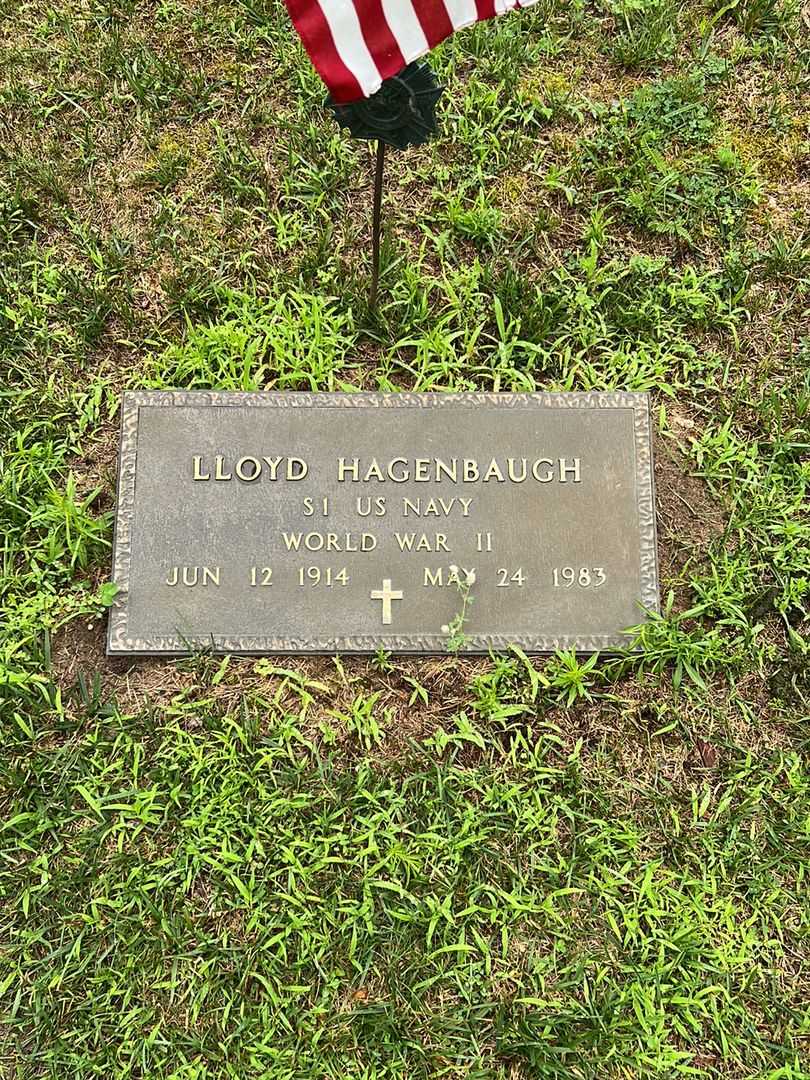 LLOYD HAGENBAUGH
S1 US NAVY
WORLD WAR II
JUN 12 1914 MAY 24 1983